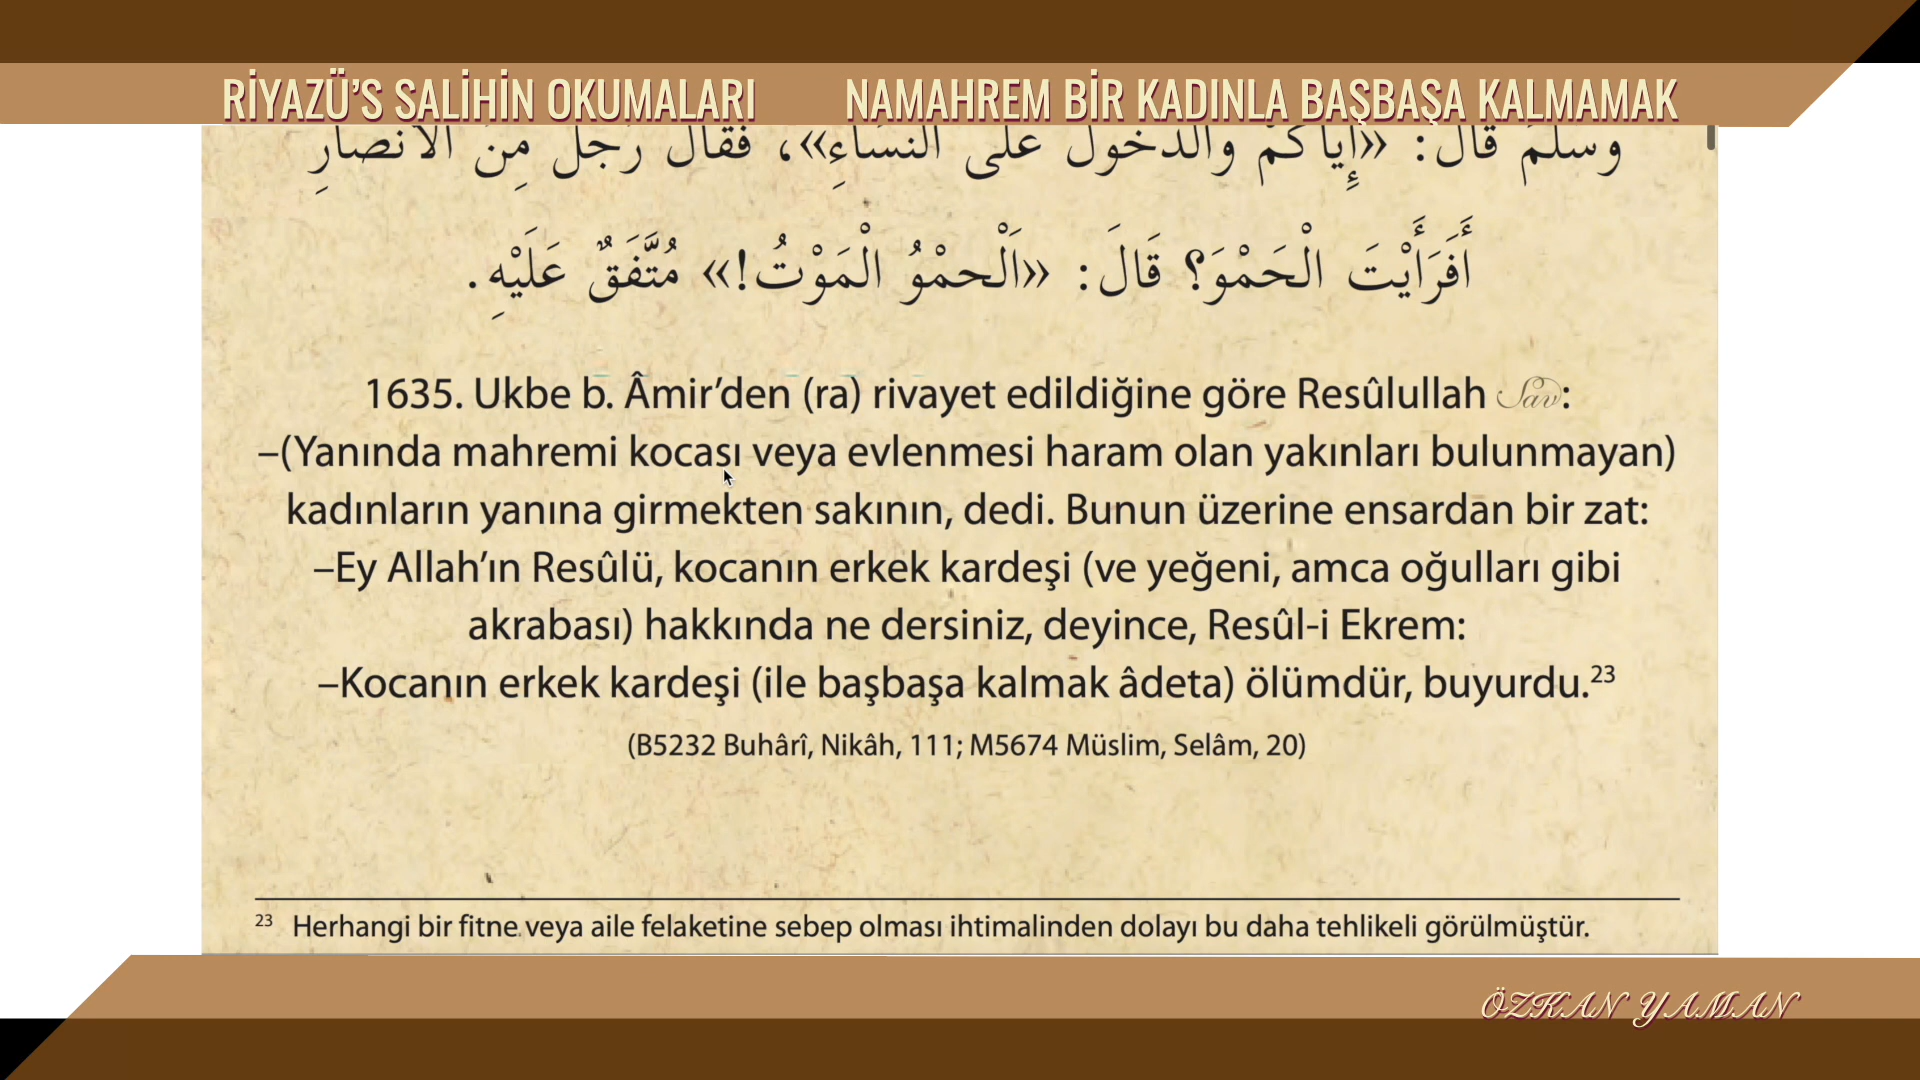 RİYAZÜ’S SALİHİN OKUMALARI
NAMAHREM BİR KADINLA BAŞBAŞA KALMAMAK
وسلم قال: «إياكم والدخول على النساءِ»، فقال رجل مِن الأنصارِ
أَفَرَأَيْتَ الْحَمْوَ؟ قَالَ: «اَلْحمْوُ الْمَوْتُ!» مُتَّفَقٌ عَلَيْهِ.
1635. Ukbe b. Âmir’den (ra) rivayet edildiğine göre Resûlullah Sav:
–(Yanında mahremi kocası veya evlenmesi haram olan yakınları bulunmayan)
kadınların yanına girmekten sakının, dedi. Bunun üzerine ensardan bir zat:
–Ey Allah’ın Resûlü, kocanın erkek kardeşi (ve yeğeni, amca oğulları gibi
akrabası) hakkında ne dersiniz, deyince, Resûl-i Ekrem:
–Kocanın erkek kardeşi (ile başbaşa kalmak âdeta) ölümdür, buyurdu.23
(B5232 Buhârî, Nikâh, 111; M5674 Müslim, Selâm, 20)
23 Herhangi bir fitne veya aile felaketine sebep olması ihtimalinden dolayı bu daha tehlikeli görülmüştür.
ÖZKAN YAMAN